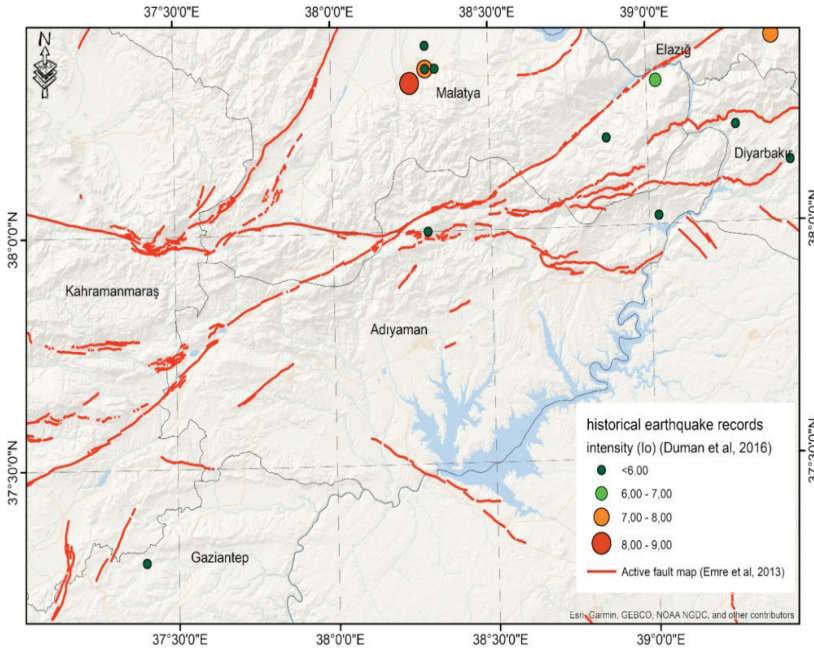 37°30'0"E 38°0'0"E 38°30'0"E 39°0'0"E
N
Elazığ
Malatya
Diyarbakır
38°0'0"N
38°0'0"N
Kahramanmaraş
Adıyaman
37°30'0"N
37°30'0"N
Gaziantep
historical earthquake records
intensity (Io) (Duman et al, 2016)
<6.00
6,00 - 7,00
7,00 - 8,00
8,00 - 9,00
Active fault map (Emre et al, 2013)
Esri, Garmin, GEBCO, NOAA NGDC, and other contributors
37°30'0"E 38°0'0"E 38°30'0"E 39°0'0"E